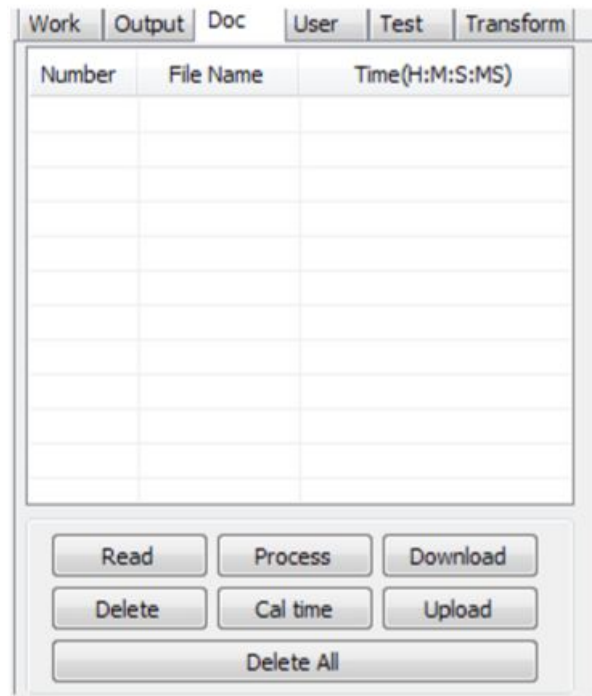 Work Output Doc User Test Transform
Number File Name Time(H:M:S:MS)
Read Process Download
Delete Cal time Upload
Delete All